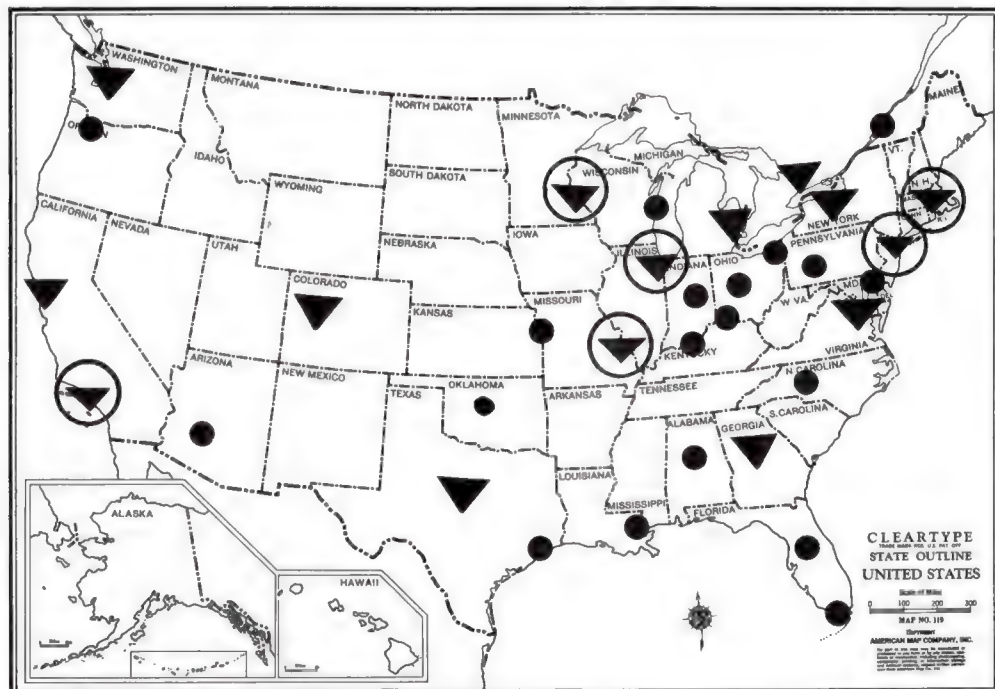 WASHINGTON
MONTANA
NORTH DAKOTA
MINNESOTA
MAINE
VT.
N.H.
MICHIGAN
WISCONSIN
IDAHO
SOUTH DAKOTA
WYOMING
NEW YORK
CALIFORNIA
NEVADA
UTAH
NEBRASKA
IOWA
PENNSYLVANIA
ILLINOIS
INDIANA
OHIO
COLORADO
MD.
W. VA.
KANSAS
MISSOURI
VIRGINIA
KENTUCKY
ARIZONA
NEW MEXICO
TEXAS
OKLAHOMA
ARKANSAS
TENNESSEE
N. CAROLINA
S. CAROLINA
ALABAMA
GEORGIA
LOUISIANA
MISSISSIPPI
FLORIDA
ALASKA
HAWAII
CLEARTYPE
STATE OUTLINE
UNITED STATES
Scale of Miles
0 100 200 300
MAP NO. 119
Copyright
AMERICAN MAP COMPANY, INC.